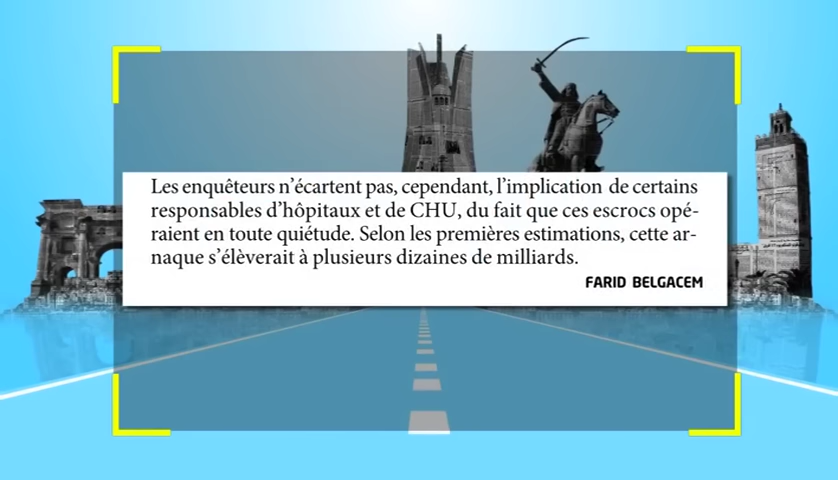 Les enquêteurs n'écartent pas, cependant, l'implication de certains
responsables d'hôpitaux et de CHU, du fait que ces escrocs opé-
raient en toute quiétude. Selon les premières estimations, cette ar-
naque s'élèverait à plusieurs dizaines de milliards.
FARID BELGACEM